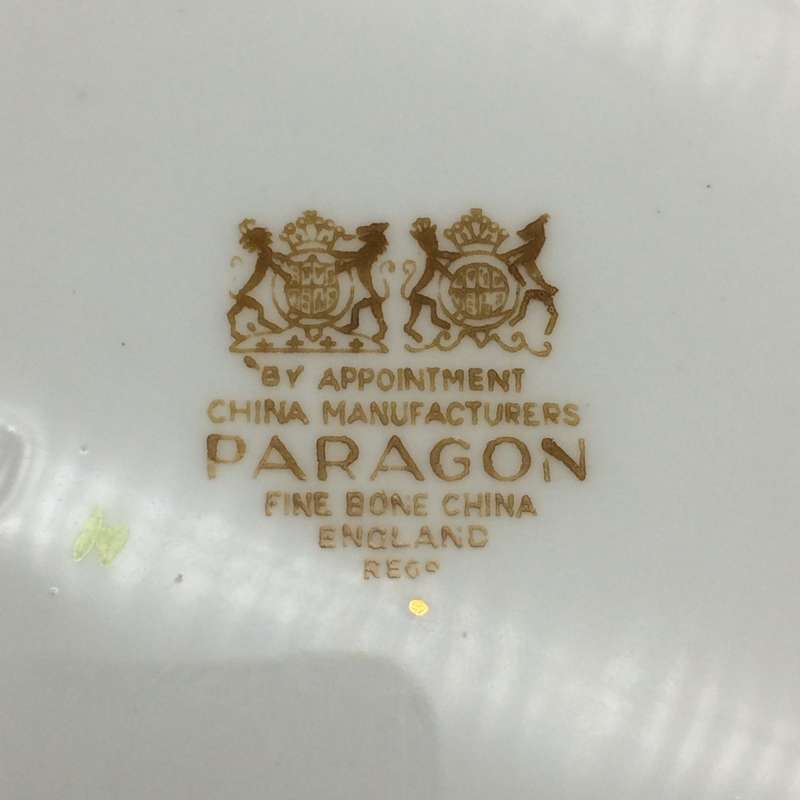 BY APPOINTMENT
CHINA MANUFACTURERS
PARAGON
FINE BONE CHINA
ENGLAND
REGD